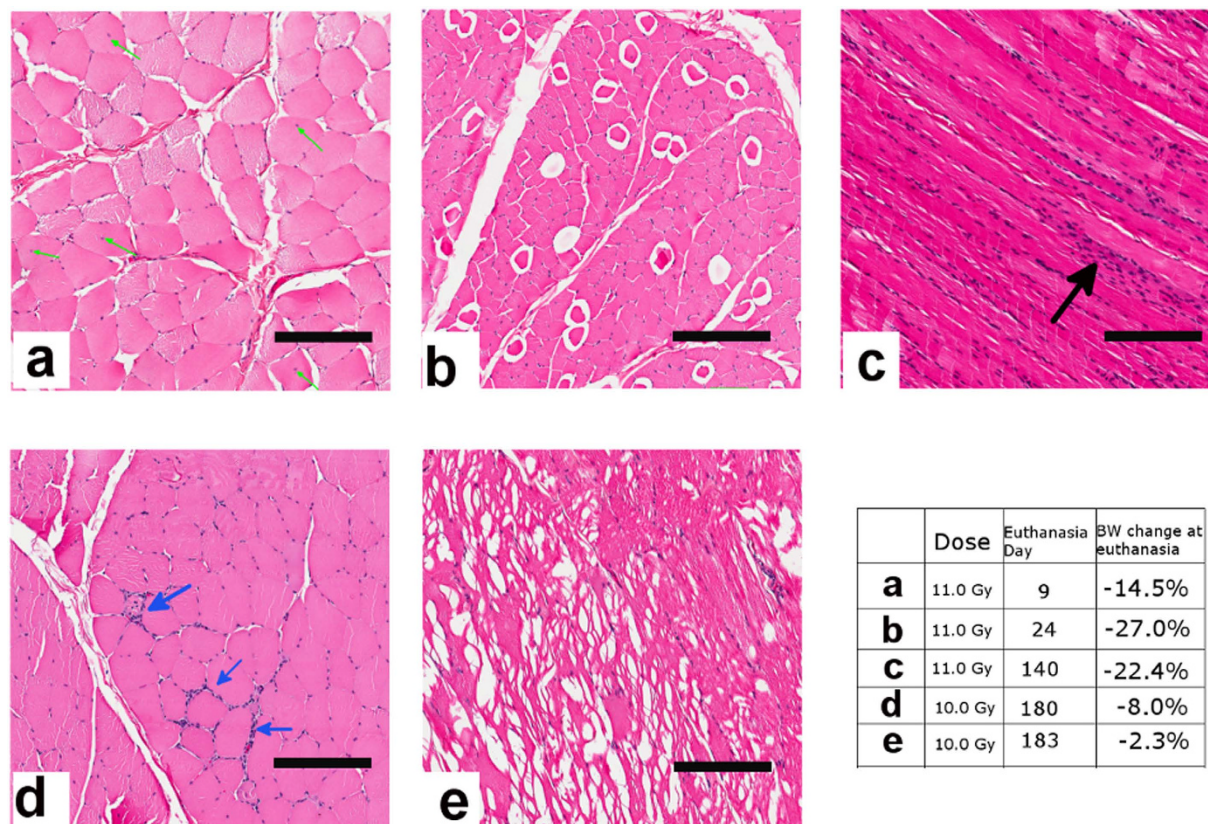 a
b
c
d
e
Dose Euthanasia Day BW change at euthanasia
a 11.0 Gy 9 -14.5%
b 11.0 Gy 24 -27.0%
c 11.0 Gy 140 -22.4%
d 10.0 Gy 180 -8.0%
e 10.0 Gy 183 -2.3%